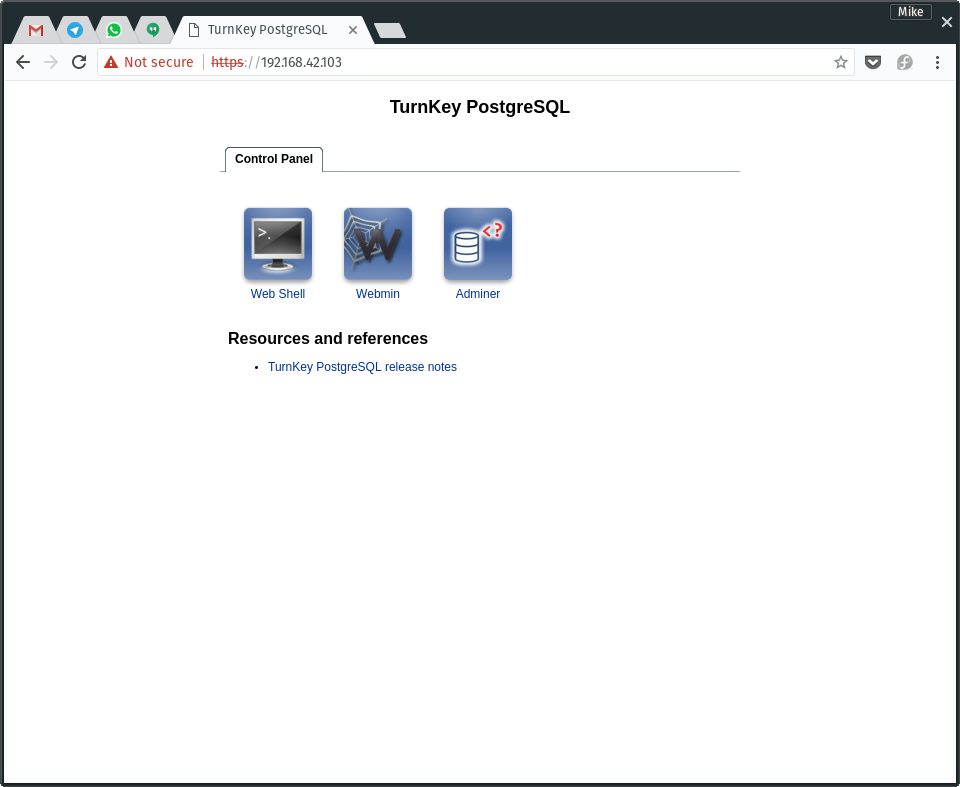 Mike
TurnKey PostgreSQL
Not secure https://192.168.42.103
TurnKey PostgreSQL
Control Panel
>.
W <?
Web Shell Webmin Adminer
Resources and references
• TurnKey PostgreSQL release notes